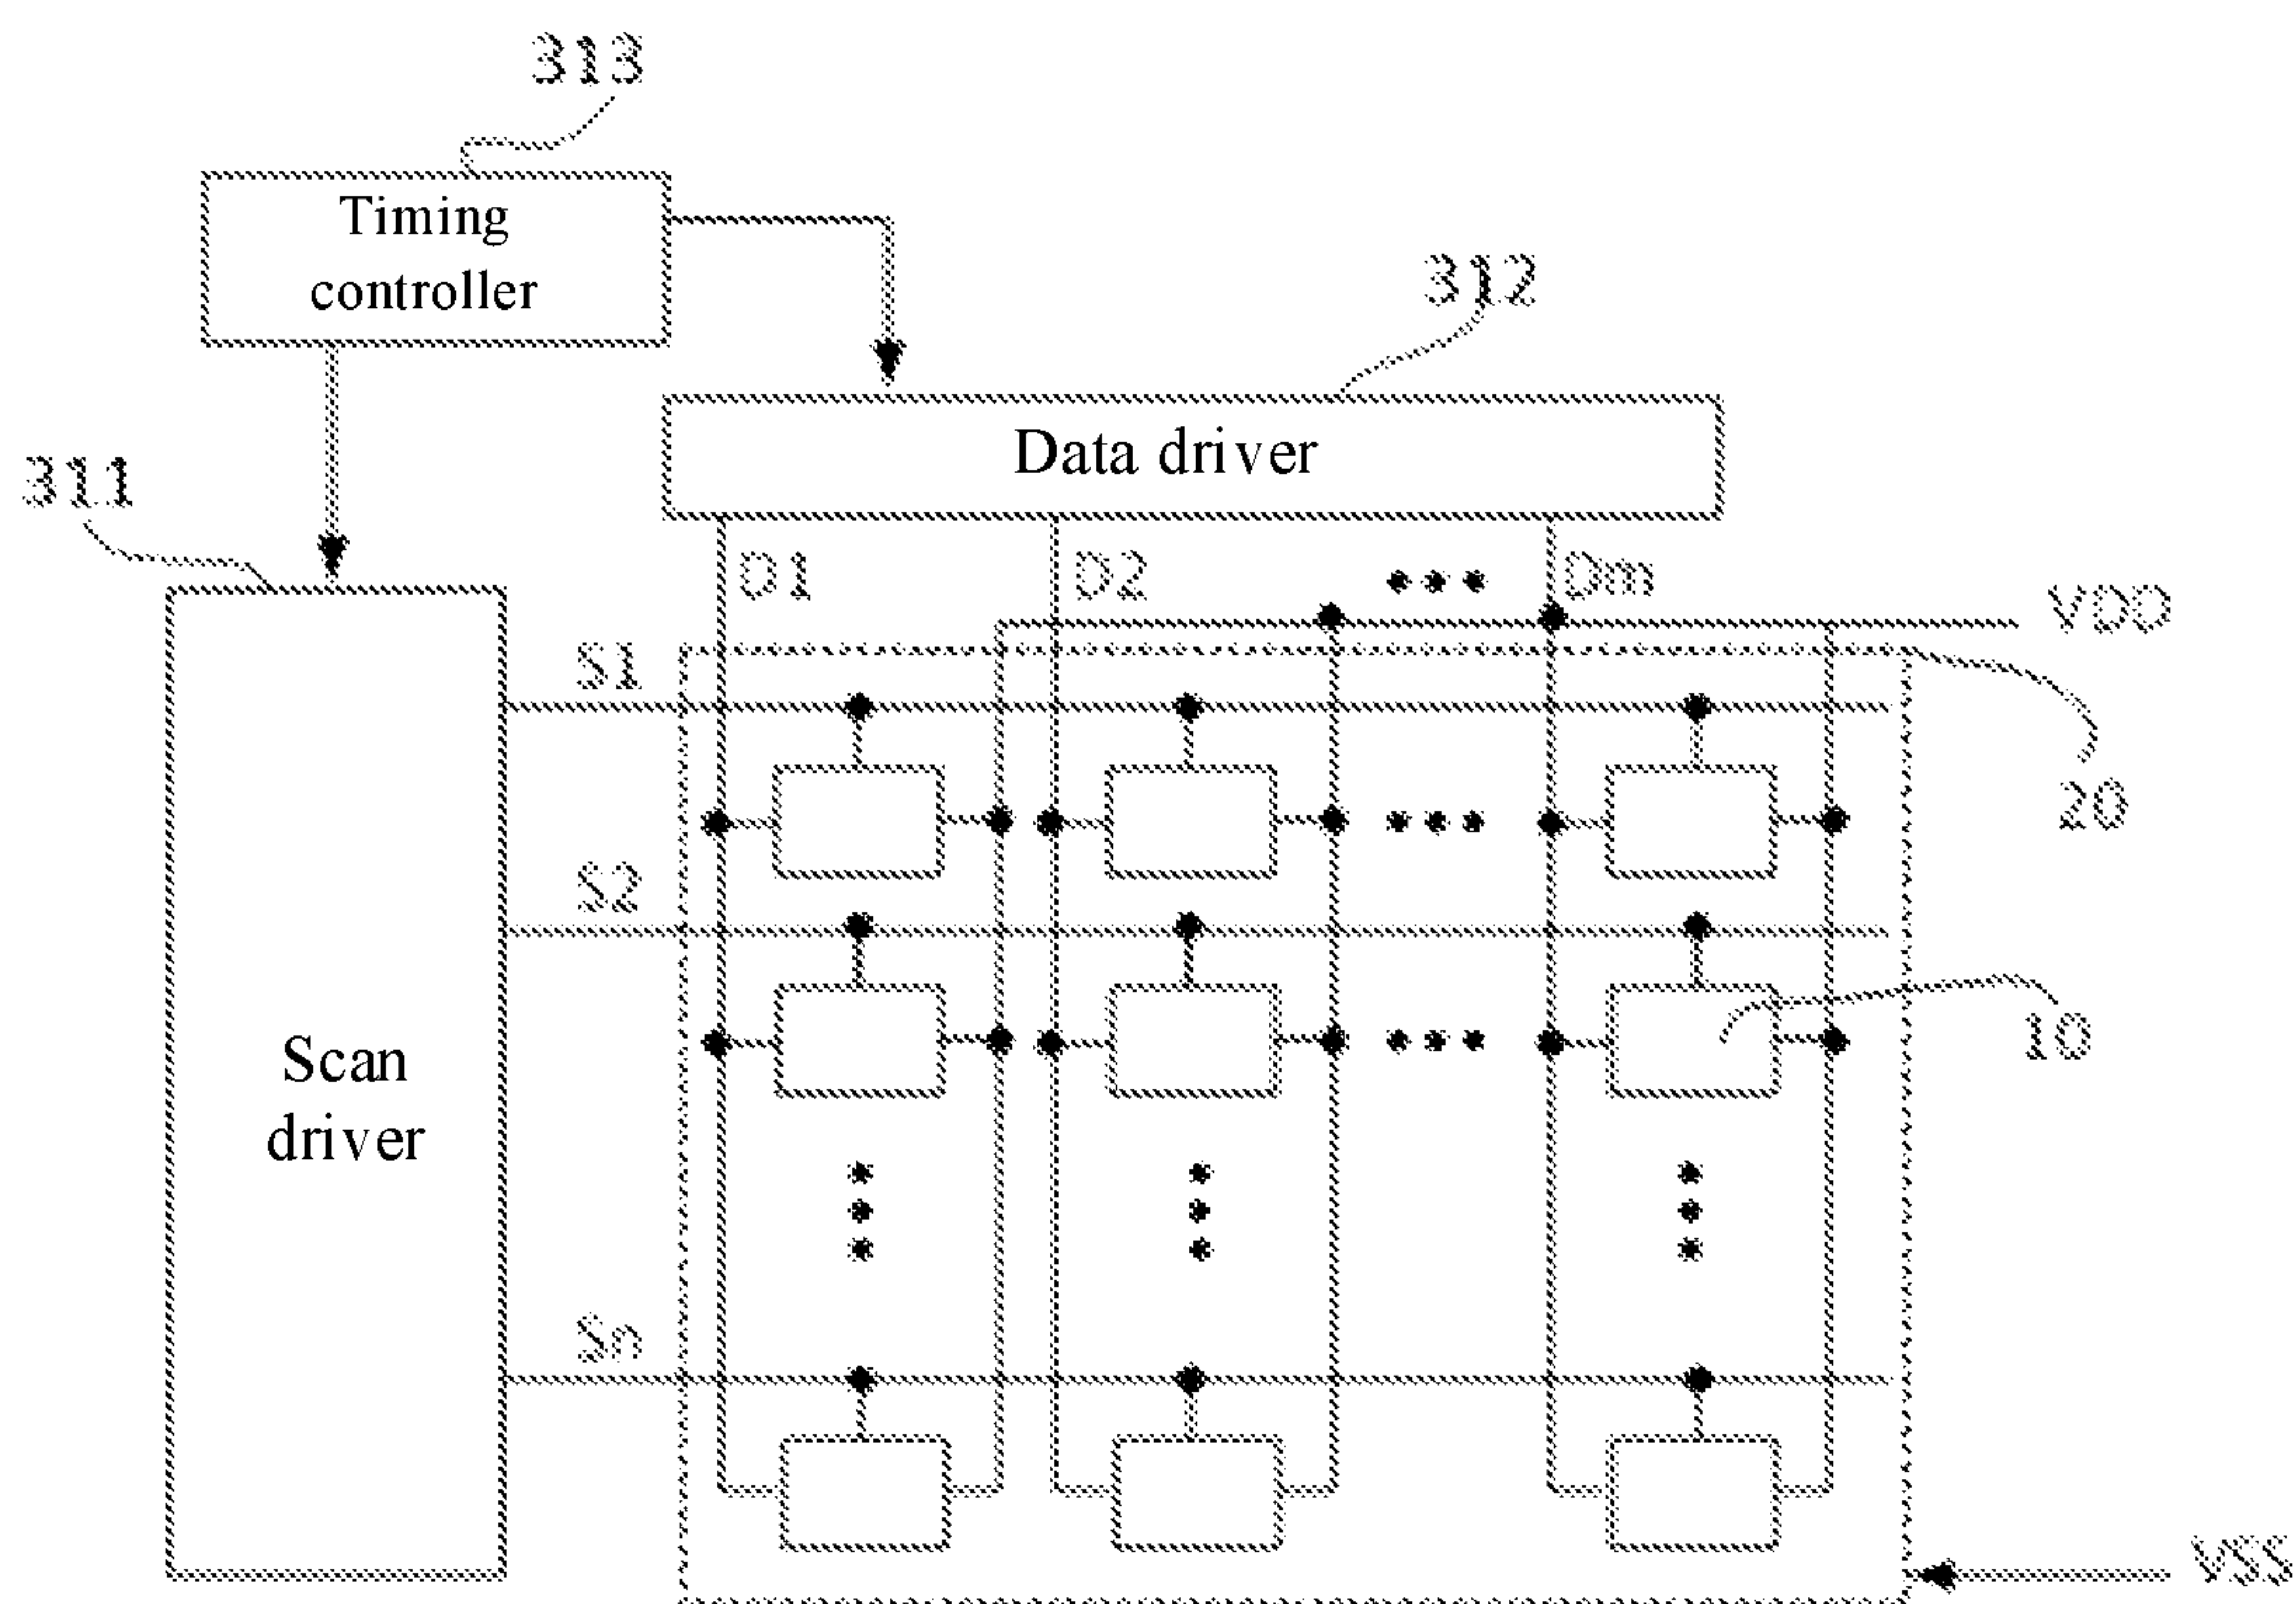 313
Timing
controller
312
Data driver
311
D1
D2
Dm
VDD
S1
20
S2
10
Scan
driver
Sn
VSS